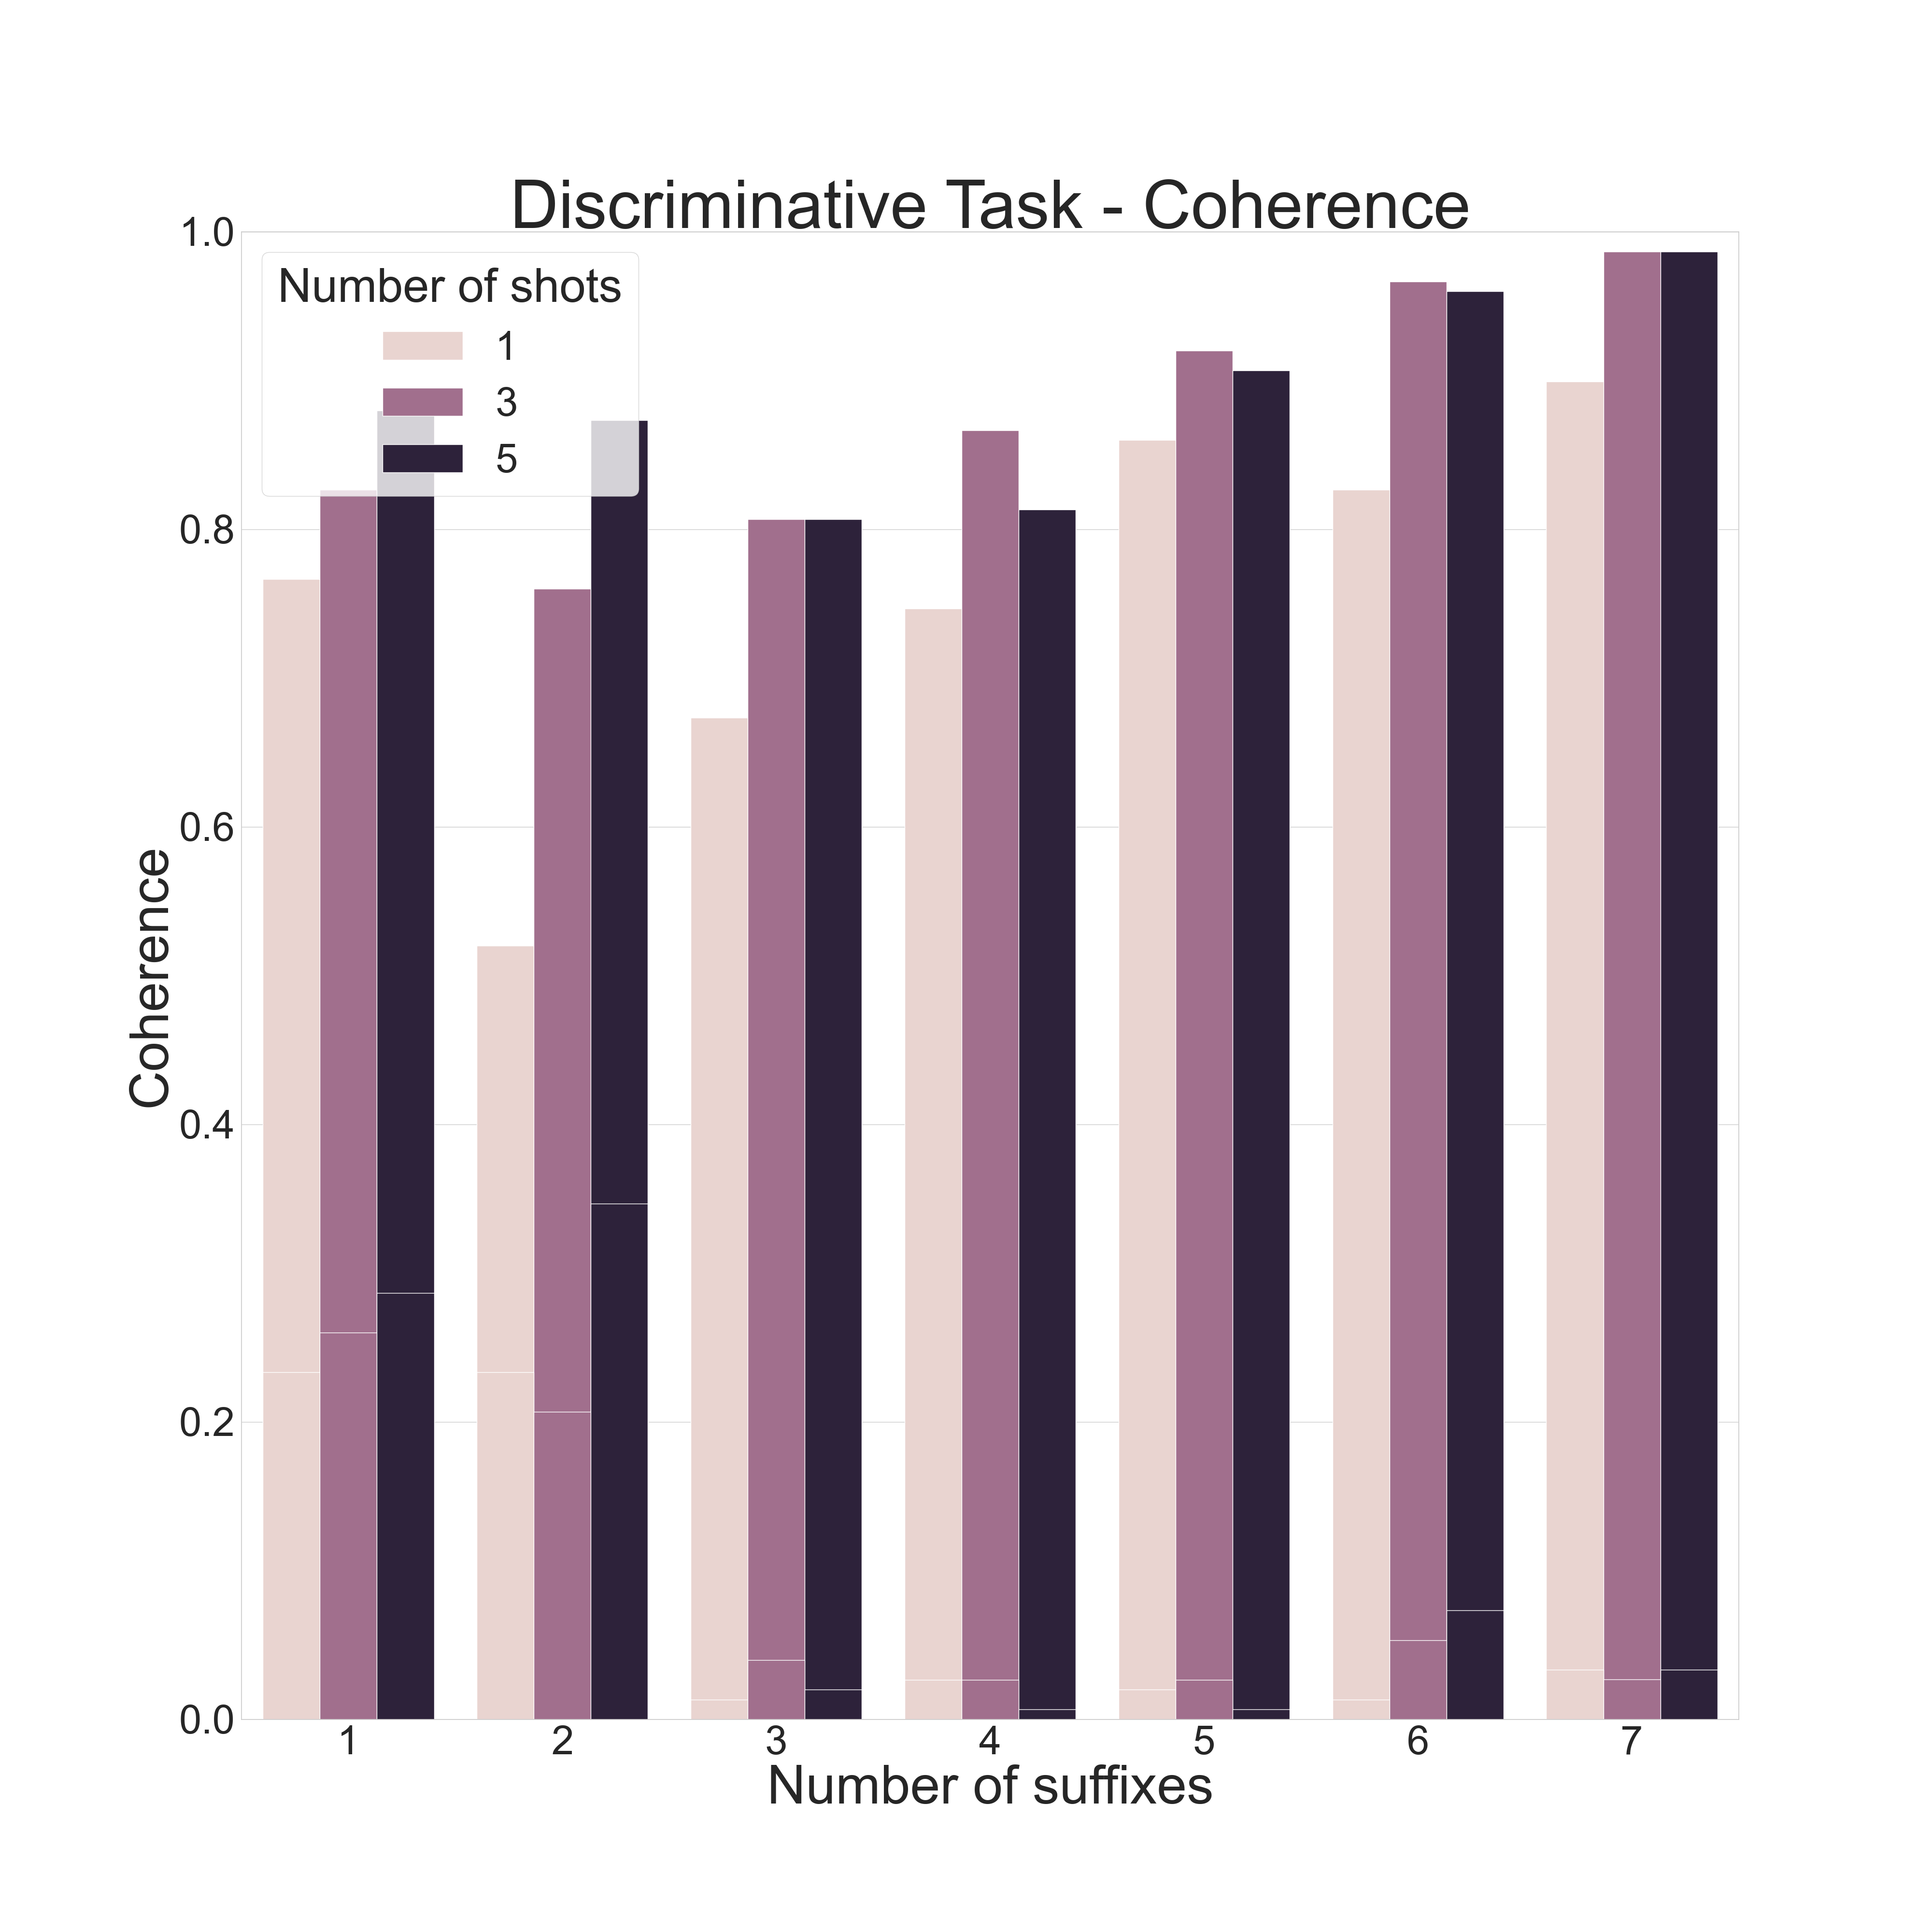 Discriminative Task - Coherence
1.0
Number of shots
1
3
5
0.8
0.6
0.4
0.2
0.0
Coherence
1 2 3 4 5 6 7
Number of suffixes